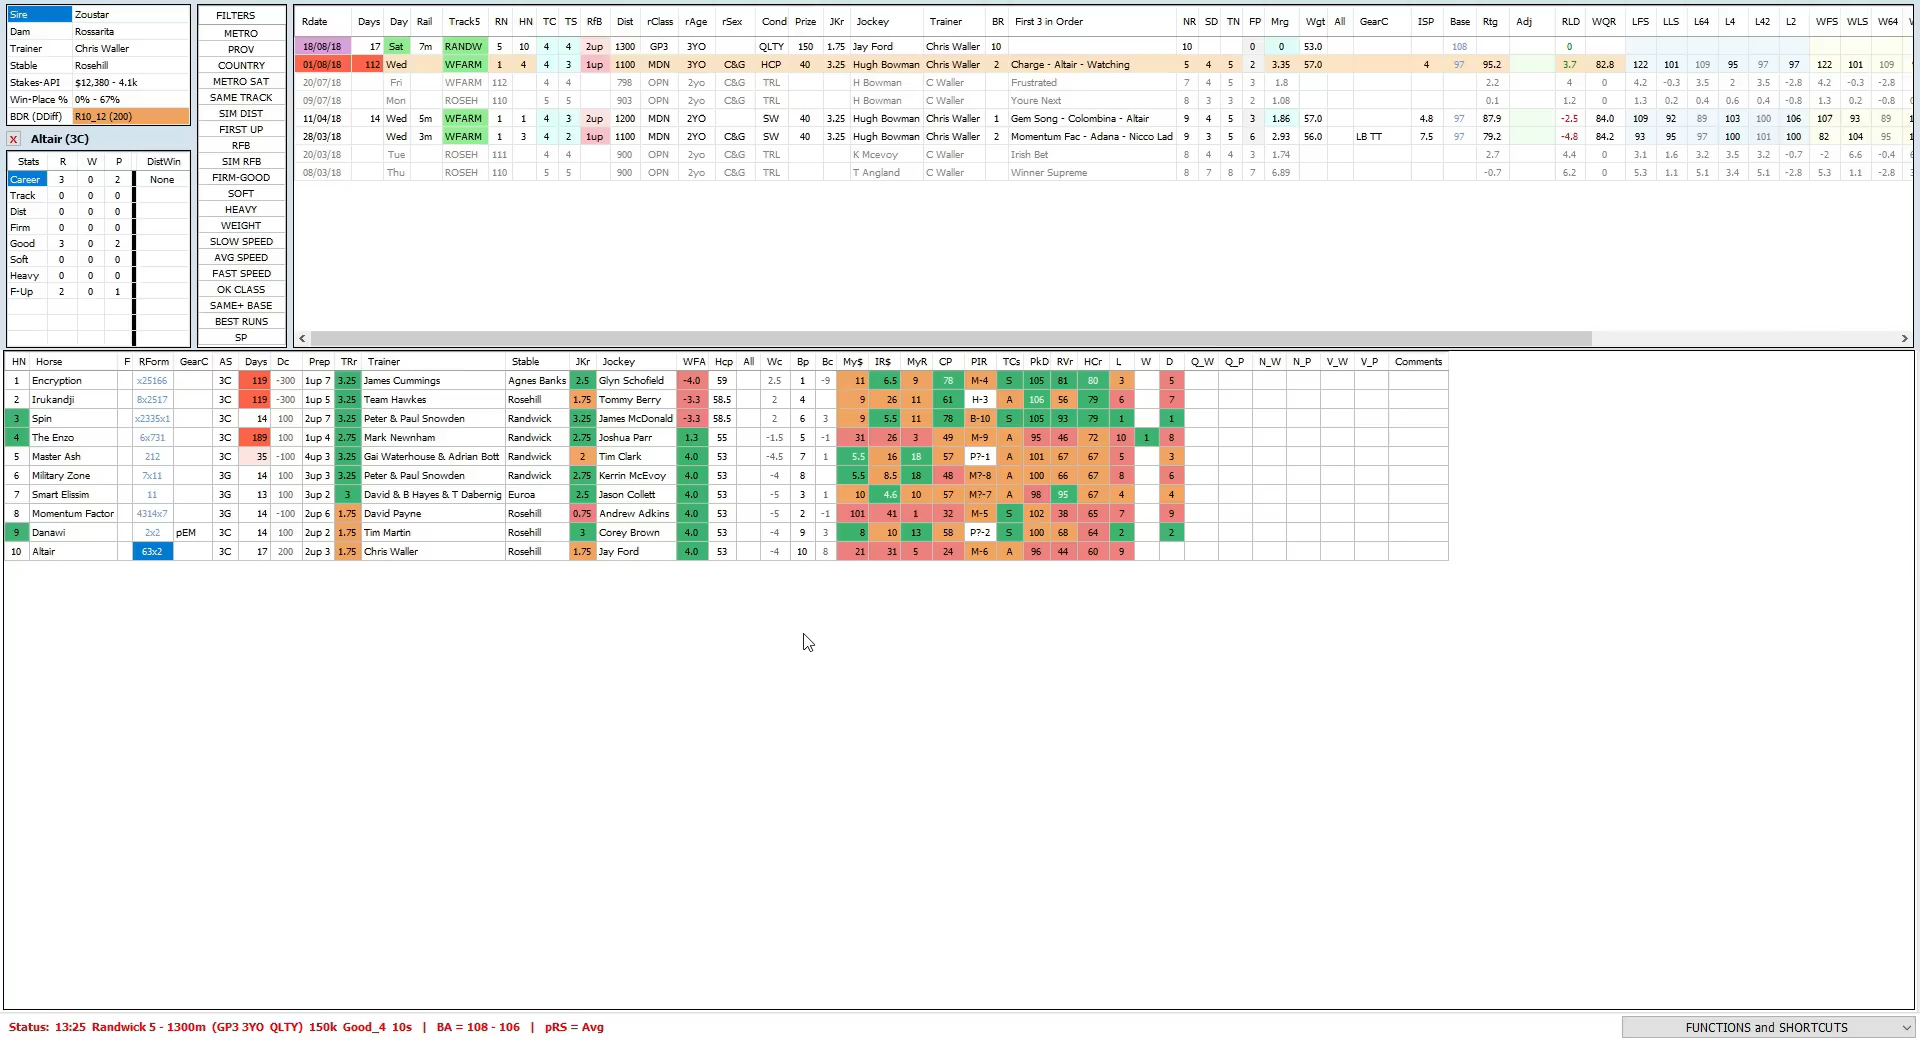 Sire Zoustar
Dam Rossarita
Trainer Chris Waller
Stable Rosehill
Stakes-API $12,380 - 4.1k
Win-Place % 0% - 67%
BDR (DDiff) R10_12 (200)
X Altair (3C)
Stats R W P DistWin
Career 3 0 2 None
Track 0 0 0
Dist 0 0 0
Firm 0 0 0
Good 3 0 2
Soft 0 0 0
Heavy 0 0 0
F-Up 2 0 1
FILTERS
METRO
PROV
COUNTRY
METRO SAT
SAME TRACK
SIM DIST
FIRST UP
RFB
SIM RFB
FIRM-GOOD
SOFT
HEAVY
WEIGHT
SLOW SPEED
AVG SPEED
FAST SPEED
OK CLASS
SAME+ BASE
BEST RUNS
SP
Rdate Days Day Rail Track5 RN HN TC TS RfB Dist rClass rAge rSex Cond Prize JKr Jockey Trainer BR First 3 in Order NR SD TN FP Mrg Wgt All GearC ISP Base Rtg Adj RLD WQR LFS LLS L64 L4 L42 L2 WFS WLS W64
18/08/18 17 Sat 7m RANDW 5 10 4 4 2up 1300 GP3 3YO QLTY 150 1.75 Jay Ford Chris Waller 10 10 0 0 53.0 108 0
01/08/18 112 Wed WFARM 1 4 4 3 1up 1100 MDN 3YO C&G HCP 40 3.25 Hugh Bowman Chris Waller 2 Charge - Altair - Watching 5 4 5 2 3.35 57.0 4 97 95.2 3.7 82.8 122 101 109 95 97 97 122 101 109
20/07/18 Fri WFARM 112 4 4 798 OPN 2yo C&G TRL H Bowman C Waller Frustrated 7 4 5 3 1.8 2.2 4 0 4.2 -0.3 3.5 2 3.5 -2.8 4.2 -0.3 -2.8
09/07/18 Mon ROSEH 110 5 5 903 OPN 2yo C&G TRL H Bowman C Waller Youre Next 8 3 3 2 1.08 0.1 1.2 0 1.3 0.2 0.4 0.6 0.4 -0.8 1.3 0.2 -0.8
11/04/18 14 Wed 5m WFARM 1 1 4 3 2up 1200 MDN 2YO SW 40 3.25 Hugh Bowman Chris Waller 1 Gem Song - Colombina - Altair 9 4 5 3 1.86 57.0 4.8 97 87.9 -2.5 84.0 109 92 89 103 100 106 107 93 89
28/03/18 Wed 3m WFARM 1 3 4 2 1up 1100 MDN 2YO C&G SW 40 3.25 Hugh Bowman Chris Waller 2 Momentum Fac - Adana - Nicco Lad 9 3 5 6 2.93 56.0 LB TT 7.5 97 79.2 -4.8 84.2 93 95 97 100 101 100 82 104 95
20/03/18 Tue ROSEH 111 4 4 900 OPN 2yo C&G TRL K Mcevoy C Waller Irish Bet 8 4 4 3 1.74 2.7 4.4 0 3.1 1.6 3.2 3.5 3.2 -0.7 -2 6.6 -0.4
08/03/18 Thu ROSEH 110 5 5 900 OPN 2yo C&G TRL T Angland C Waller Winner Supreme 8 7 8 7 6.89 -0.7 6.2 0 5.3 1.1 5.1 3.4 5.1 -2.8 5.3 1.1 -2.8
HN Horse F RForm GearC AS Days Dc Prep TRr Trainer Stable JKr Jockey WFA Hcp All Wc Bp Bc My$ IR$ MyR CP PIR TCs PkD RVr HCr L W D Q_W Q_P N_W N_P V_W V_P Comments
1 Encryption x25166 3C 119 -300 1up 7 3.25 James Cummings Agnes Banks 2.5 Glyn Schofield -4.0 59 2.5 1 -9 11 6.5 9 78 M-4 S 105 81 80 3 5
2 Irukandji 8x2517 3C 119 -300 1up 5 3.25 Team Hawkes Rosehill 1.75 Tommy Berry -3.3 58.5 2 4 9 26 11 61 H-3 A 106 56 79 6 7
3 Spin x2335x1 3C 14 100 2up 7 3.25 Peter & Paul Snowden Randwick 3.25 James McDonald -3.3 58.5 2 6 3 9 5.5 11 78 B-10 S 105 93 79 1 1
4 The Enzo 6x731 3C 189 100 1up 4 2.75 Mark Newnham Randwick 2.75 Joshua Parr 1.3 55 -1.5 5 -1 31 26 3 49 M-9 A 95 46 72 10 1 8
5 Master Ash 3C 35 -100 4up 3 3.25 Gai Waterhouse & Adrian Bott Randwick 2 Tim Clark 4.0 53 -4.5 7 1 5.5 16 18 57 P?-1 A 101 67 67 5 3
6 Military Zone 7x11 3G 14 100 3up 3 3.25 Peter & Paul Snowden Randwick 2.75 Kerrin McEvoy 4.0 53 -4 8 5.5 8.5 18 48 M?-8 A 100 66 67 8 6
7 Smart Elissim 11 3G 13 100 3up 2 3 David & B Hayes & T Dabernig Euroa 2.5 Jason Collett 4.0 53 -5 3 1 10 4.6 10 57 M?-7 A 98 95 67 4 4
8 Momentum Factor 4314x7 3G 14 -100 2up 6 1.75 David Payne Rosehill 0.75 Andrew Adkins 4.0 53 -5 2 -1 101 41 1 32 M-5 S 102 38 65 7 9
9 Danawi 2x2 pEM 3C 14 100 2up 2 1.75 Tim Martin Rosehill 3 Corey Brown 4.0 53 -4 9 3 8 10 13 58 P?-2 S 100 68 64 2 2
10 Altair 63x2 3C 17 200 2up 3 1.75 Chris Waller Rosehill 1.75 Jay Ford 4.0 53 -4 10 8 21 31 5 24 M-6 A 96 44 60 9
Status: 13:25 Randwick 5 - 1300m (GP3 3YO QLTY) 150k Good_4 10s | BA = 108 - 106 | pRS = Avg
FUNCTIONS and SHORTCUTS